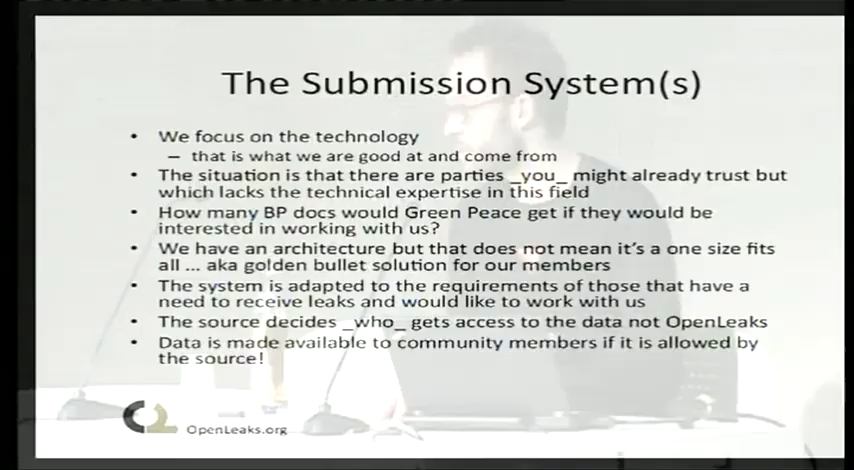 The Submission System(s)
• We focus on the technology
– that is what we are good at and come from
• The situation is that there are parties _you_ might already trust but
which lacks the technical expertise in this field
• How many BP docs would Green Peace get if they would be
interested in working with us?
• We have an architecture but that does not mean it's a one size fits
all ... aka golden bullet solution for our members
• The system is adapted to the requirements of those that have a
need to receive leaks and would like to work with us
• The source decides _who_ gets access to the data not OpenLeaks
• Data is made available to community members if it is allowed by
the source!
OpenLeaks.org